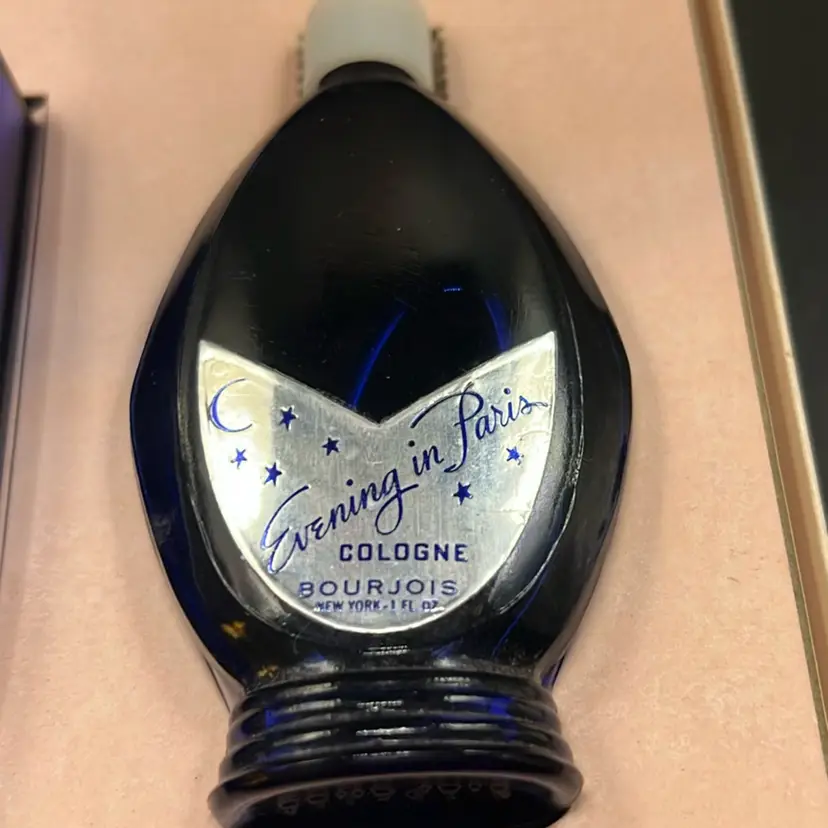 Evening in Paris
COLOGNE
BOURJOIS
NEW YORK-1 FL. OZ.